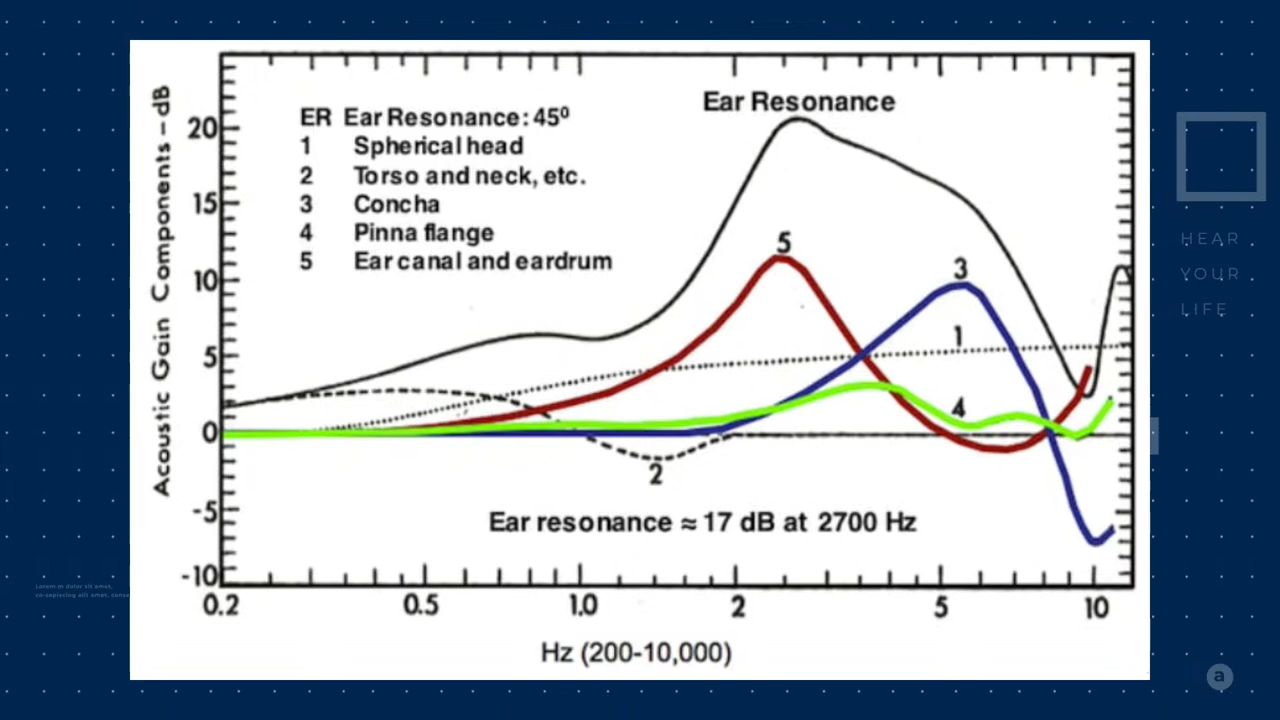 Ear Resonance
ER Ear Resonance: 45⁰
1 Spherical head
2 Torso and neck, etc.
3 Concha
4 Pinna flange
5 Ear canal and eardrum
Acoustic Gain Components – dB
20
15
10
5
0
-5
-10
5
3
1
4
2
Ear resonance ≈ 17 dB at 2700 Hz
0.2 0.5 1.0 2 5 10
Hz (200-10,000)
HEAR
YOUR
LIFE
a